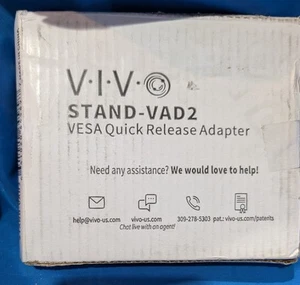 V·I·V·O
STAND-VAD2
VESA Quick Release Adapter
Need any assistance? We would love to help!
help@vivo-us.com
vivo-us.com
309-278-5303
pat.: vivo-us.com/patents
Chat live with an agent!